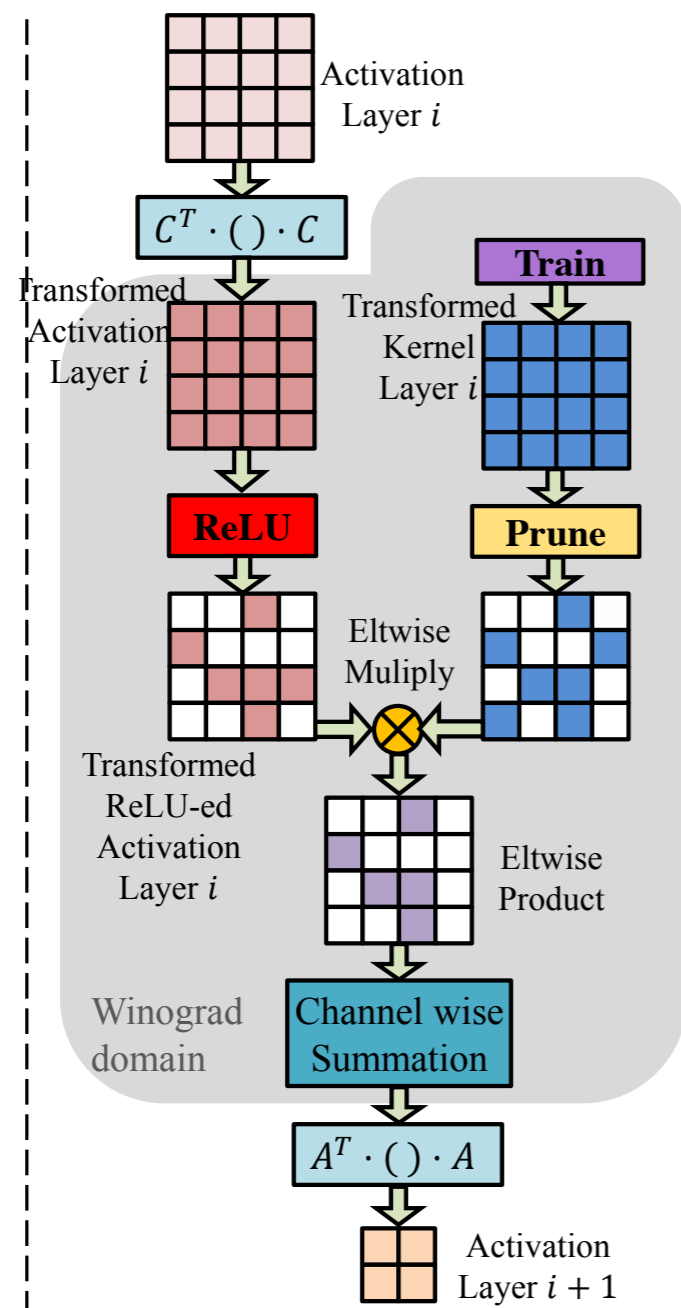 Activation
Layer i
C^T · ( ) · C
Train
Transformed
Activation
Layer i
Transformed
Kernel
Layer i
ReLU
Prune
Eltwise
Muliply
Transformed
ReLU-ed
Activation
Layer i
Eltwise
Product
Winograd
domain
Channel wise
Summation
A^T · ( ) · A
Activation
Layer i + 1